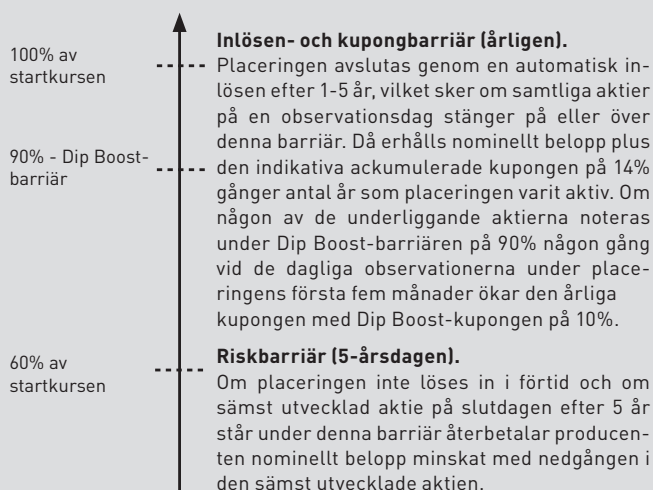 100% av
startkursen
Inlösen- och kupongbarriär (årligen).
Placeringen avslutas genom en automatisk in-
lösen efter 1-5 år, vilket sker om samtliga aktier
på en observationsdag stänger på eller över
denna barriär. Då erhålls nominellt belopp plus
den indikativa ackumulerade kupongen på 14%
gånger antal år som placeringen varit aktiv. Om
någon av de underliggande aktierna noteras
under Dip Boost-barriären på 90% någon gång
vid de dagliga observationerna under place-
ringens första fem månader ökar den årliga
kupongen med Dip Boost-kupongen på 10%.
90% - Dip Boost-
barriär
60% av
startkursen
Riskbarriär (5-årsdagen).
Om placeringen inte löses in i förtid och om
sämst utvecklad aktie på slutdagen efter 5 år
står under denna barriär återbetalar producen-
ten nominellt belopp minskat med nedgången i
den sämst utvecklade aktien.